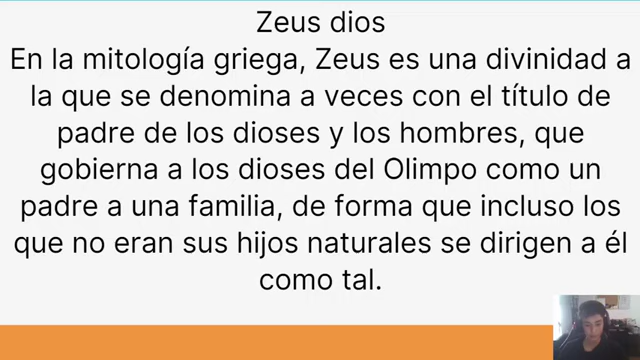 Zeus dios
En la mitología griega, Zeus es una divinidad a
la que se denomina a veces con el título de
padre de los dioses y los hombres, que
gobierna a los dioses del Olimpo como un
padre a una familia, de forma que incluso los
que no eran sus hijos naturales se dirigen a él
como tal.